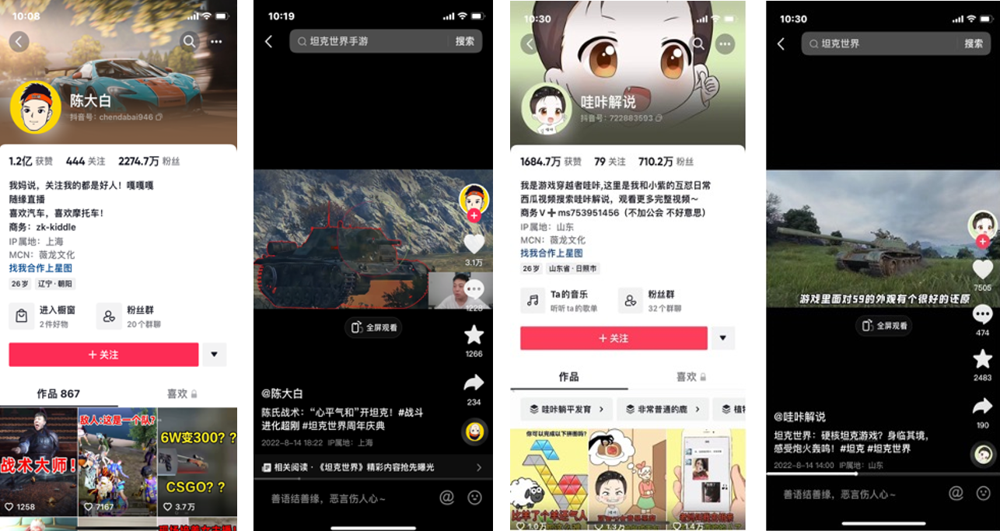 10:08
陈大白
抖音号：chendabai946
1.2亿 获赞 444 关注 2274.7万 粉丝
我妈说，关注我的都是好人！嘎嘎嘎
随缘直播
喜欢汽车，喜欢摩托车！
商务：zk-kiddle
IP属地：上海
MCN：薇龙文化
找我合作上星图
26岁 辽宁·朝阳
进入橱窗
2件好物
粉丝群
20个群聊
＋关注
作品 867
喜欢
战术大师！
1258
敌人:这是一个队?
7167
6W变300？？
CSGO？？
3.7万
10:19
坦克世界手游
搜索
3.1万
1228
全屏观看
1266
234
@陈大白
陈氏战术：“心平气和”开坦克！#战斗
进化超刚 #坦克世界周年庆典
2022-8-14 18:22 IP属地：上海
相关阅读·《坦克世界》精彩内容抢先曝光
善语结善缘，恶言伤人心~
10:30
哇咔解说
抖音号：722883593
1684.7万 获赞 79 关注 710.2万 粉丝
我是游戏穿越者哇咔,这里是我和小紫的互怼日常
西瓜视频搜索哇咔解说，观看更多完整视频～
商务V➕ms753951456（不加公会 不好意思）
IP属地：山东
MCN：薇龙文化
找我合作上星图
26岁 山东省·日照市
Ta的音乐
听听ta的歌单
粉丝群
32个群聊
＋关注
作品
喜欢
哇咔躺平发育
非常普通的鹿
植
你可以完成以下拼图吗?
比羊了个羊还气人
1.0万
1.3万
1.4万
10:30
坦克世界
搜索
游戏里面对59的外观有个很好的还原
7505
全屏观看
474
2483
190
@哇咔解说
坦克世界：硬核坦克游戏？身临其境，
感受炮火轰鸣！#坦克 #坦克世界
2022-8-14 14:00 IP属地：山东
善语结善缘，恶言伤人心~